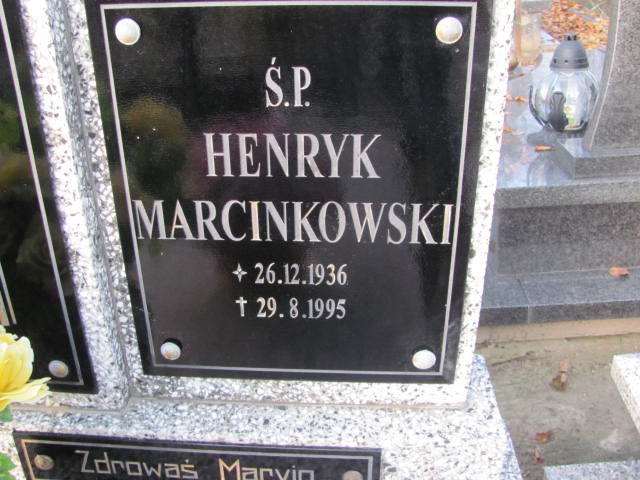 Ś.P.
HENRYK
MARCINKOWSKI
✧ 26.12.1936
† 29.8.1995
Zdrowaś Maryjo